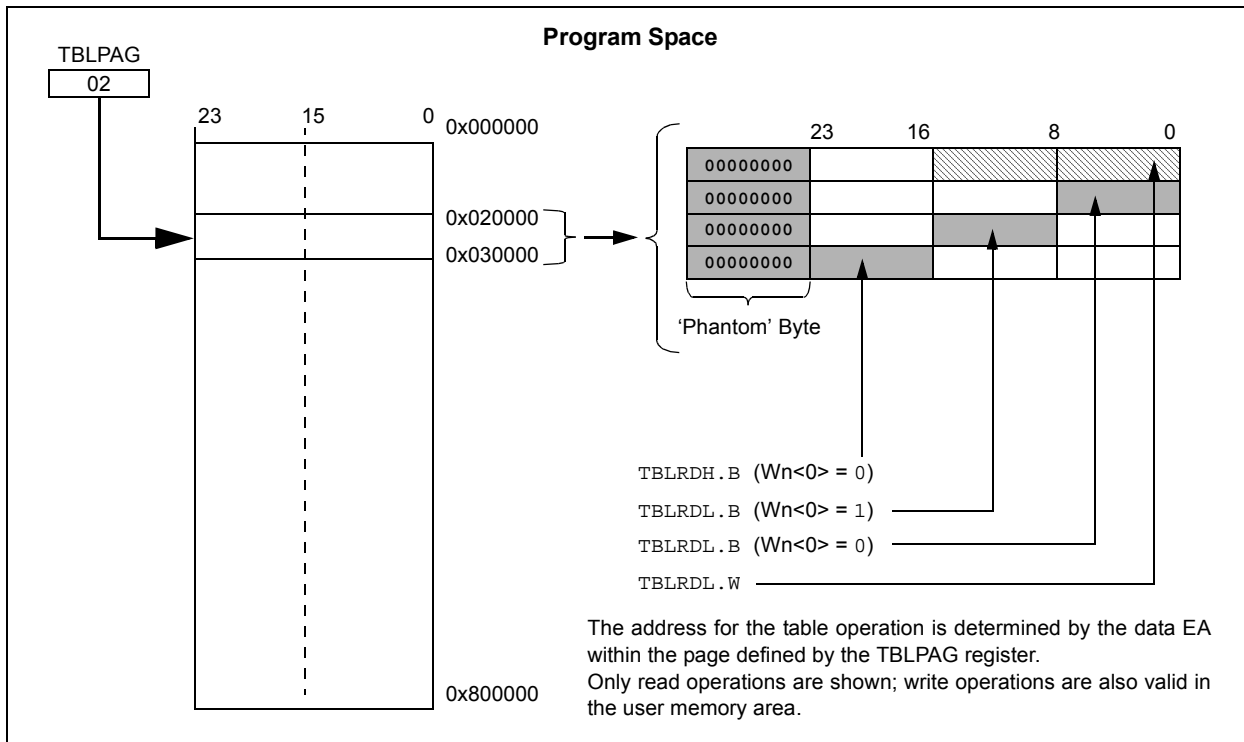 Program Space
TBLPAG
02
23 15 0
0x000000
0x020000
0x030000
0x800000
23 16 8 0
00000000
00000000
00000000
00000000
‘Phantom’ Byte
TBLRDH.B (Wn<0> = 0)
TBLRDL.B (Wn<0> = 1)
TBLRDL.B (Wn<0> = 0)
TBLRDL.W
The address for the table operation is determined by the data EA
within the page defined by the TBLPAG register.
Only read operations are shown; write operations are also valid in
the user memory area.